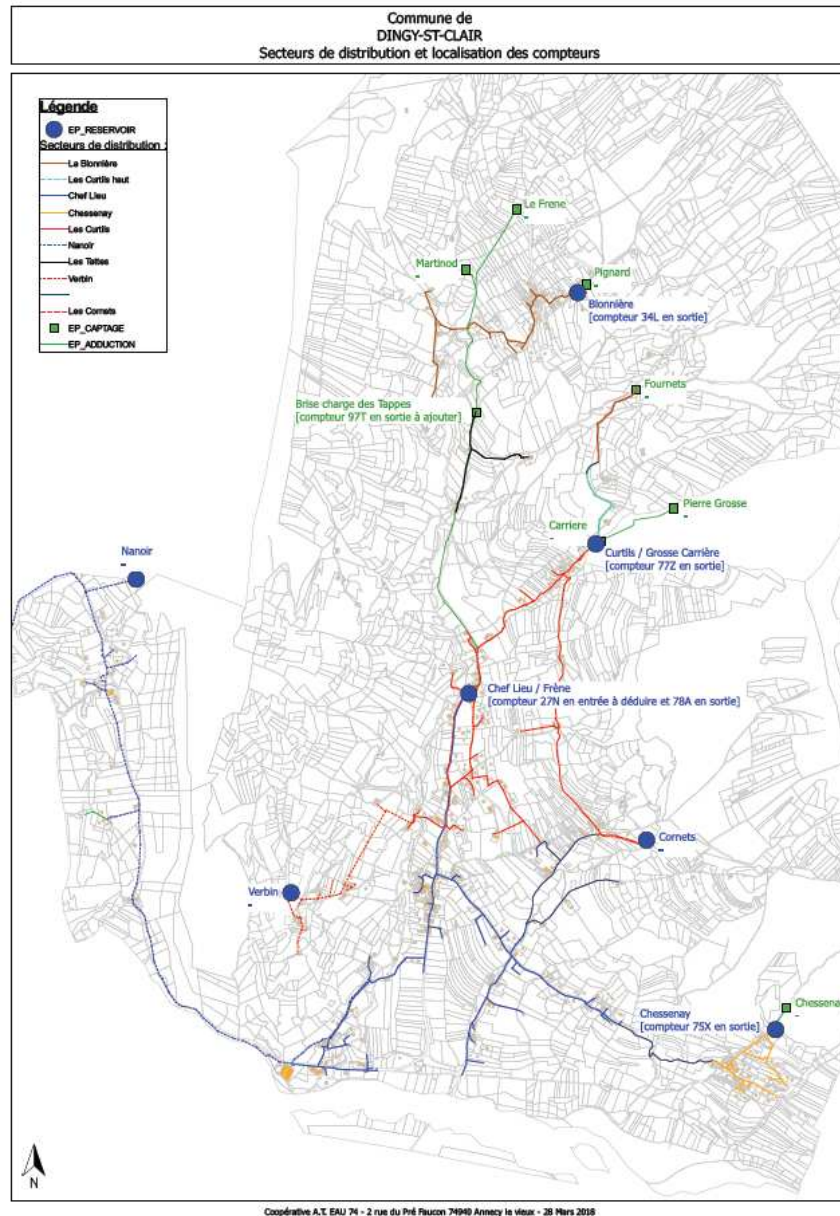 Commune de
DINGY-ST-CLAIR
Secteurs de distribution et localisation des compteurs
Légende
EP_RESERVOIR
Secteurs de distribution :
La Blonnière
Les Curtils haut
Chef Lieu
Chessenay
Les Curtils
Nanoir
Les Tattes
Verbin
Les Cornets
EP_CAPTAGE
EP_ADDUCTION
Le Frene
Martinod
Pignard
Blonnière
[compteur 34L en sortie]
Fournets
Brise charge des Tappes
[compteur 97T en sortie à ajouter]
Pierre Grosse
Carriere
Curtils / Grosse Carrière
[compteur 77Z en sortie]
Nanoir
Chef Lieu / Frène
[compteur 27N en entrée à déduire et 78A en sortie]
Cornets
Verbin
Chessena
Chessenay
[compteur 75X en sortie]
N
Coopérative A.T. EAU 74 - 2 rue du Pré Faucon 74940 Annecy le vieux - 28 Mars 2018